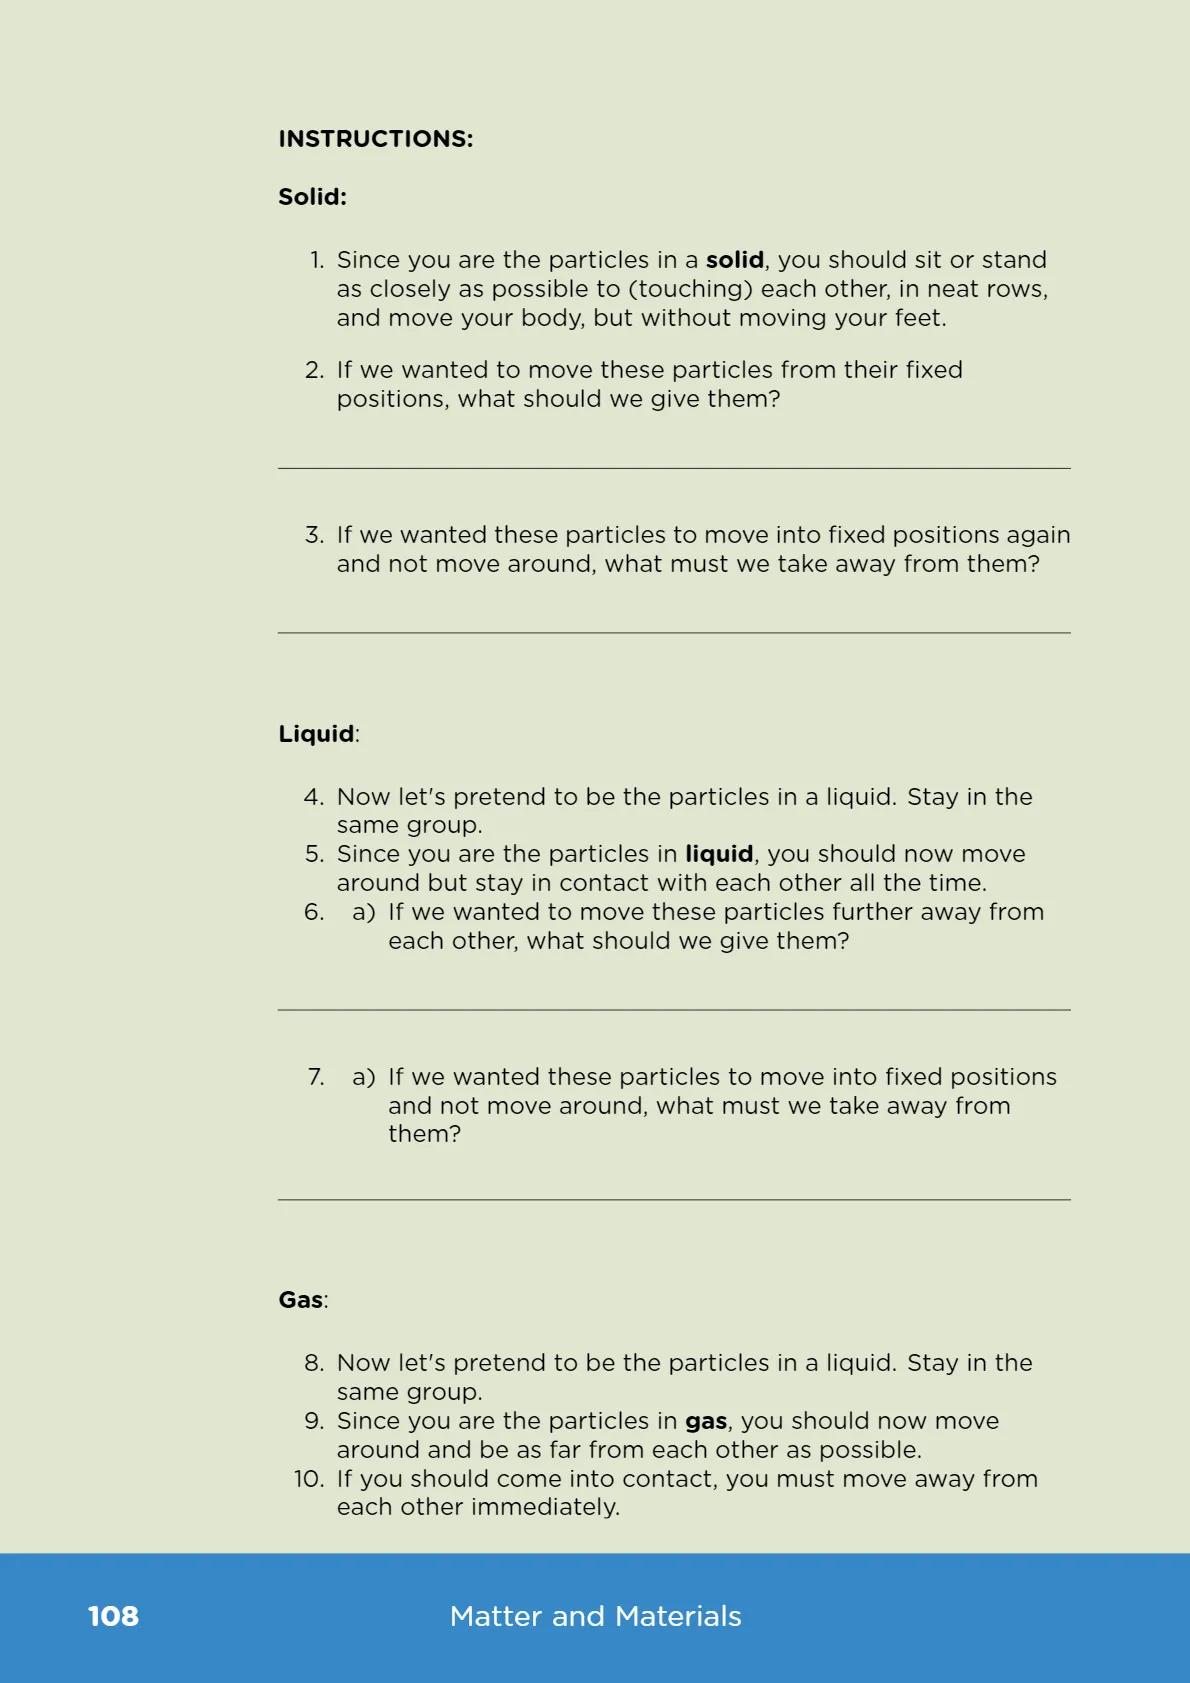 INSTRUCTIONS:
Solid:
1. Since you are the particles in a solid, you should sit or stand
as closely as possible to (touching) each other, in neat rows,
and move your body, but without moving your feet.
2. If we wanted to move these particles from their fixed
positions, what should we give them?
3. If we wanted these particles to move into fixed positions again
and not move around, what must we take away from them?
Liquid:
4. Now let's pretend to be the particles in a liquid. Stay in the
same group.
5. Since you are the particles in liquid, you should now move
around but stay in contact with each other all the time.
6. a) If we wanted to move these particles further away from
each other, what should we give them?
7. a) If we wanted these particles to move into fixed positions
and not move around, what must we take away from
them?
Gas:
8. Now let's pretend to be the particles in a liquid. Stay in the
same group.
9. Since you are the particles in gas, you should now move
around and be as far from each other as possible.
10. If you should come into contact, you must move away from
each other immediately.
108 Matter and Materials